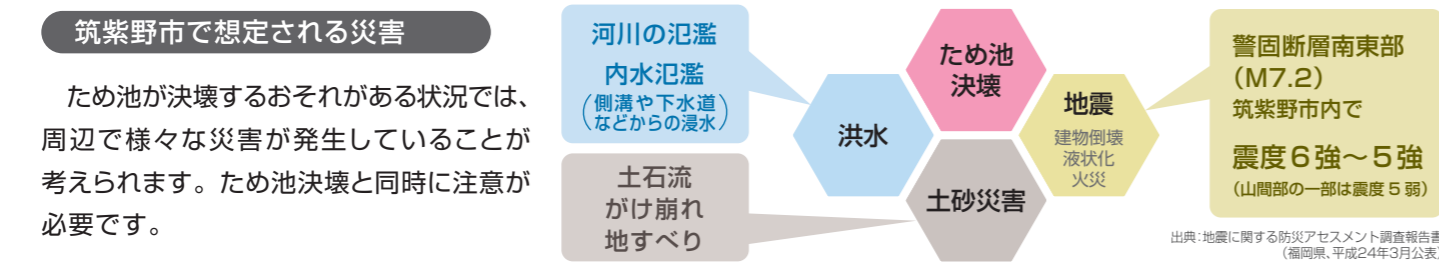 筑紫野市で想定される災害
ため池が決壊するおそれがある状況では、
周辺で様々な災害が発生していることが
考えられます。ため池決壊と同時に注意が
必要です。
河川の氾濫
内水氾濫
(側溝や下水道
などからの浸水)
土石流
がけ崩れ
地すべり
洪水
ため池
決壊
土砂災害
地震
建物倒壊
液状化
火災
警固断層南東部
(M7.2)
筑紫野市内で
震度6強~5強
(山間部の一部は震度5弱)
出典:地震に関する防災アセスメント調査報告書
(福岡県、平成24年3月公表)